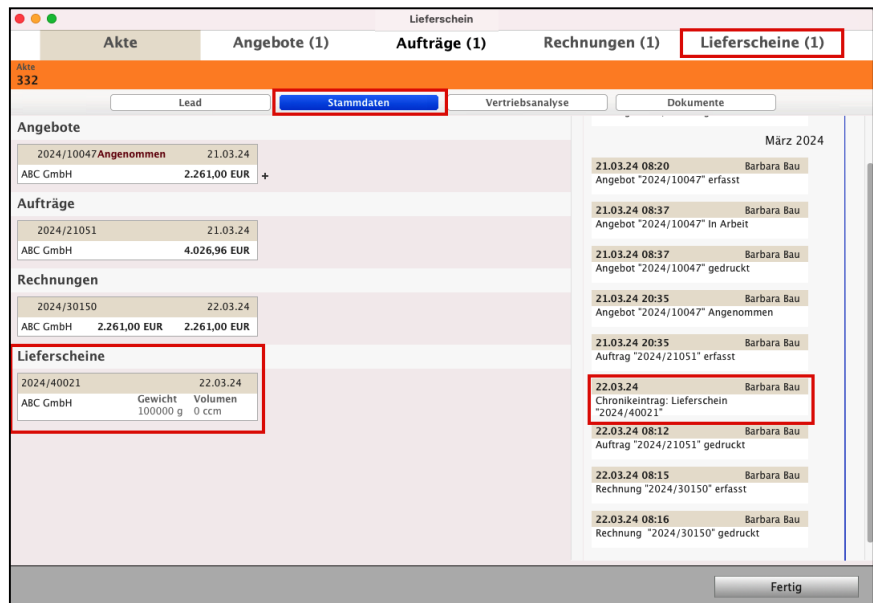 Lieferschein
Akte Angebote (1) Aufträge (1) Rechnungen (1) Lieferscheine (1)
Akte
332
Lead Stammdaten Vertriebsanalyse Dokumente
Angebote
2024/10047 Angenommen 21.03.24
ABC GmbH 2.261,00 EUR +
Aufträge
2024/21051 21.03.24
ABC GmbH 4.026,96 EUR
Rechnungen
2024/30150 22.03.24
ABC GmbH 2.261,00 EUR 2.261,00 EUR
Lieferscheine
2024/40021 22.03.24
ABC GmbH Gewicht Volumen
100000 g 0 ccm
März 2024
21.03.24 08:20 Barbara Bau
Angebot "2024/10047" erfasst
21.03.24 08:37 Barbara Bau
Angebot "2024/10047" In Arbeit
21.03.24 08:37 Barbara Bau
Angebot "2024/10047" gedruckt
21.03.24 20:35 Barbara Bau
Angebot "2024/10047" Angenommen
21.03.24 20:35 Barbara Bau
Auftrag "2024/21051" erfasst
22.03.24 Barbara Bau
Chronikeintrag: Lieferschein
"2024/40021"
22.03.24 08:12 Barbara Bau
Auftrag "2024/21051" gedruckt
22.03.24 08:15 Barbara Bau
Rechnung "2024/30150" erfasst
22.03.24 08:16 Barbara Bau
Rechnung "2024/30150" gedruckt
Fertig